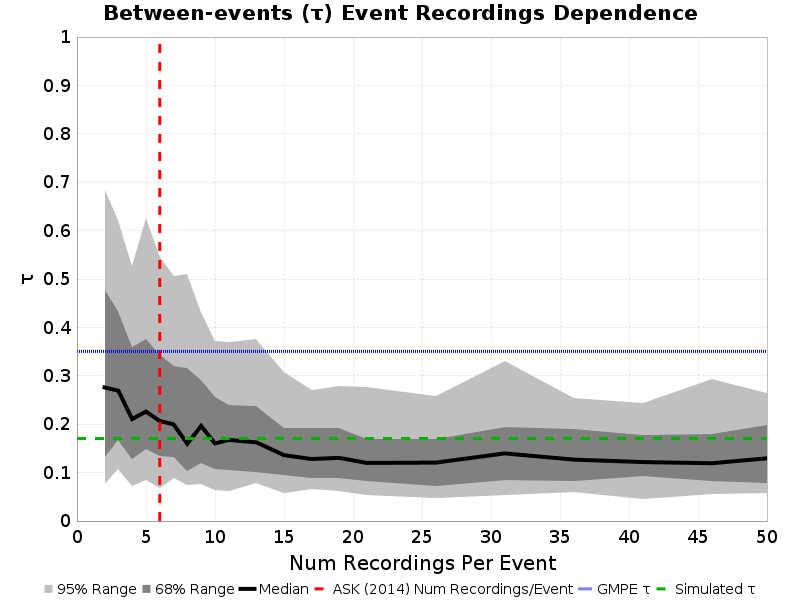 Between-events (τ) Event Recordings Dependence
1
0.9
0.8
0.7
0.6
0.5
0.4
0.3
0.2
0.1
0
τ
0 5 10 15 20 25 30 35 40 45 50
Num Recordings Per Event
95% Range 68% Range Median ASK (2014) Num Recordings/Event GMPE τ Simulated τ